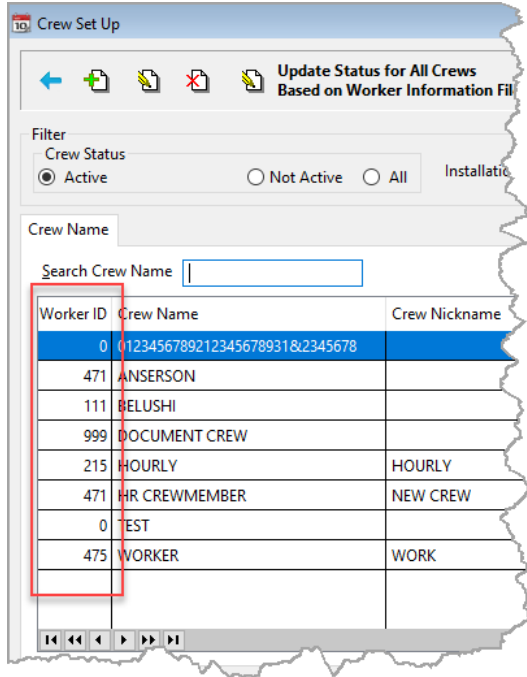 Crew Set Up
Update Status for All Crews
Based on Worker Information Fil
Filter
Crew Status
Active Not Active All
Installatio
Crew Name
Search Crew Name
Worker ID Crew Name Crew Nickname
0 0123456789212345678931&2345678
471 ANSERSON
111 BELUSHI
999 DOCUMENT CREW
215 HOURLY HOURLY
471 HR CREWMEMBER NEW CREW
0 TEST
475 WORKER WORK